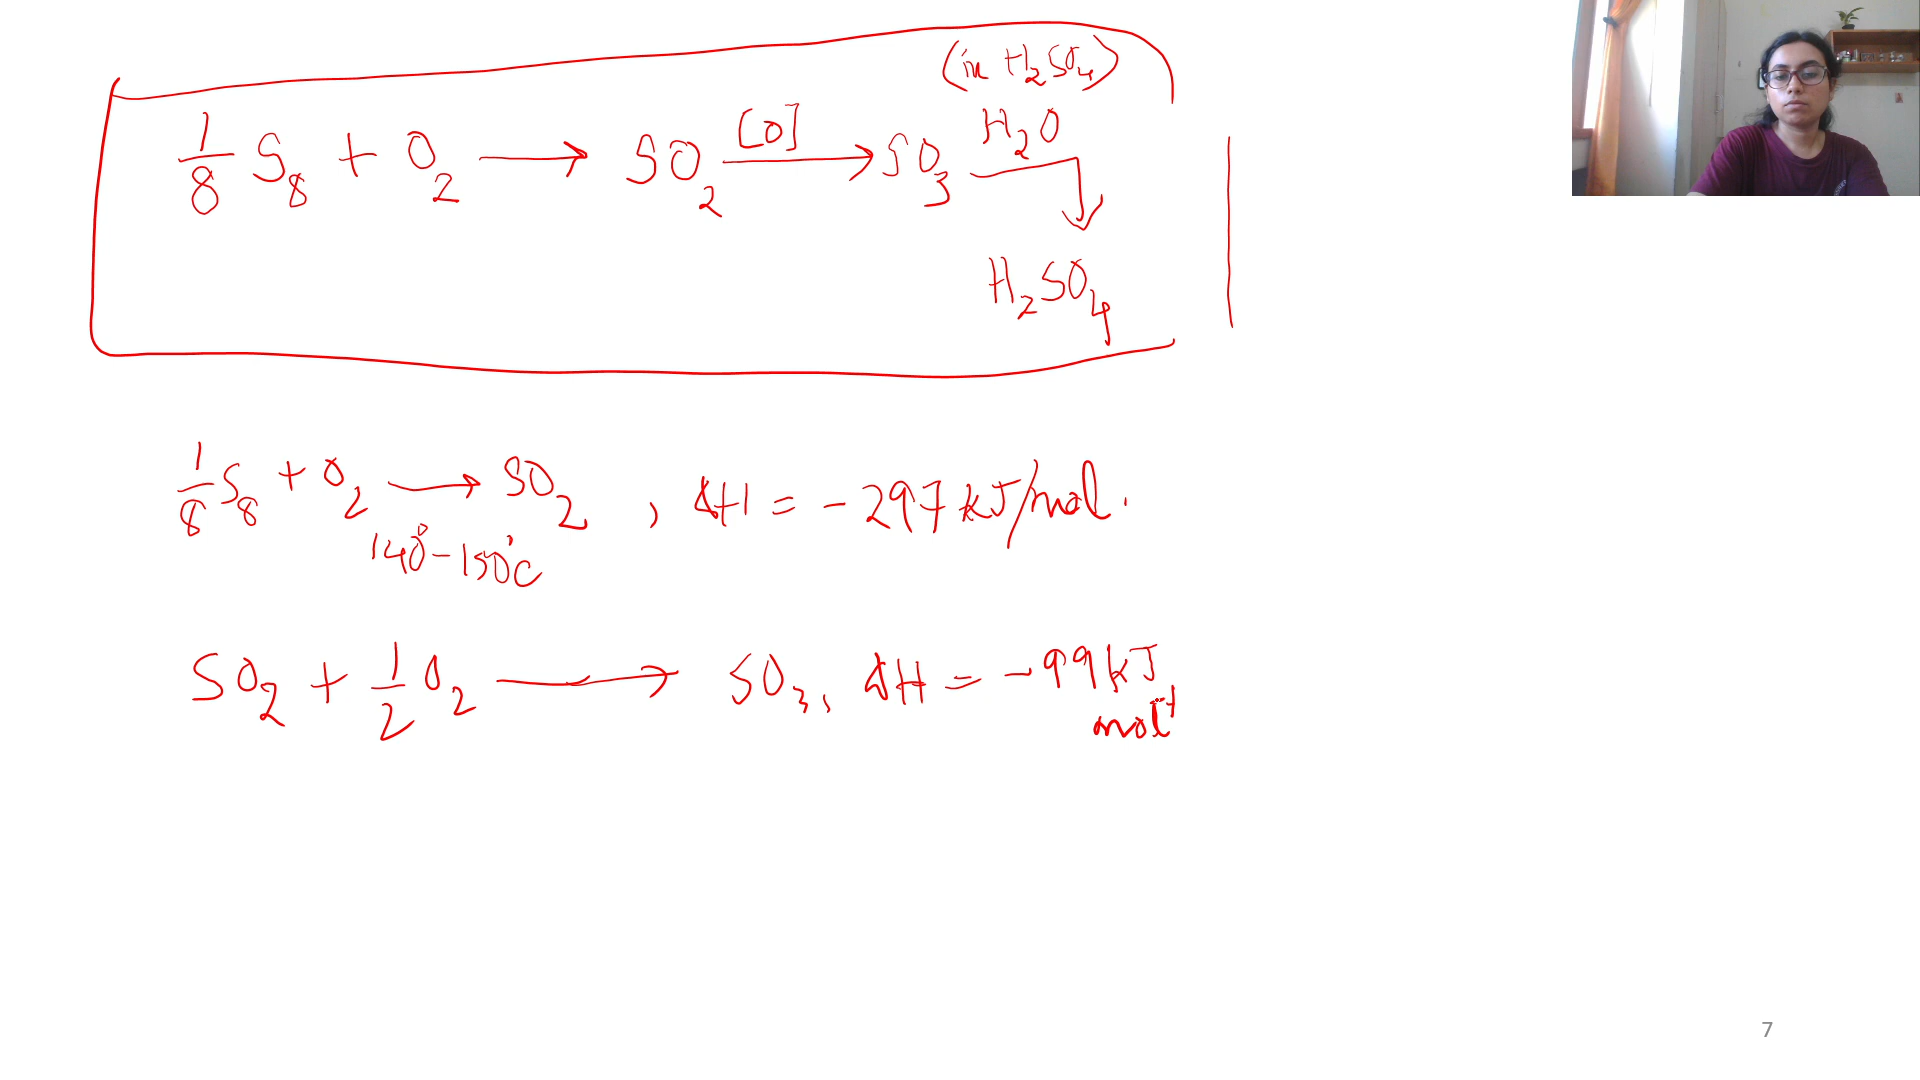 (in H₂SO₄)
1/8 S₈ + O₂ ⟶ SO₂ —[O]→ SO₃ H₂O
H₂SO₄
1/8 S₈ + O₂ ⟶ SO₂ , ΔH = - 297 kJ/mol.
140° - 150°C
SO₂ + 1/2 O₂ ⟶ SO₃, ΔH = - 99 kJ
mol⁻¹
7